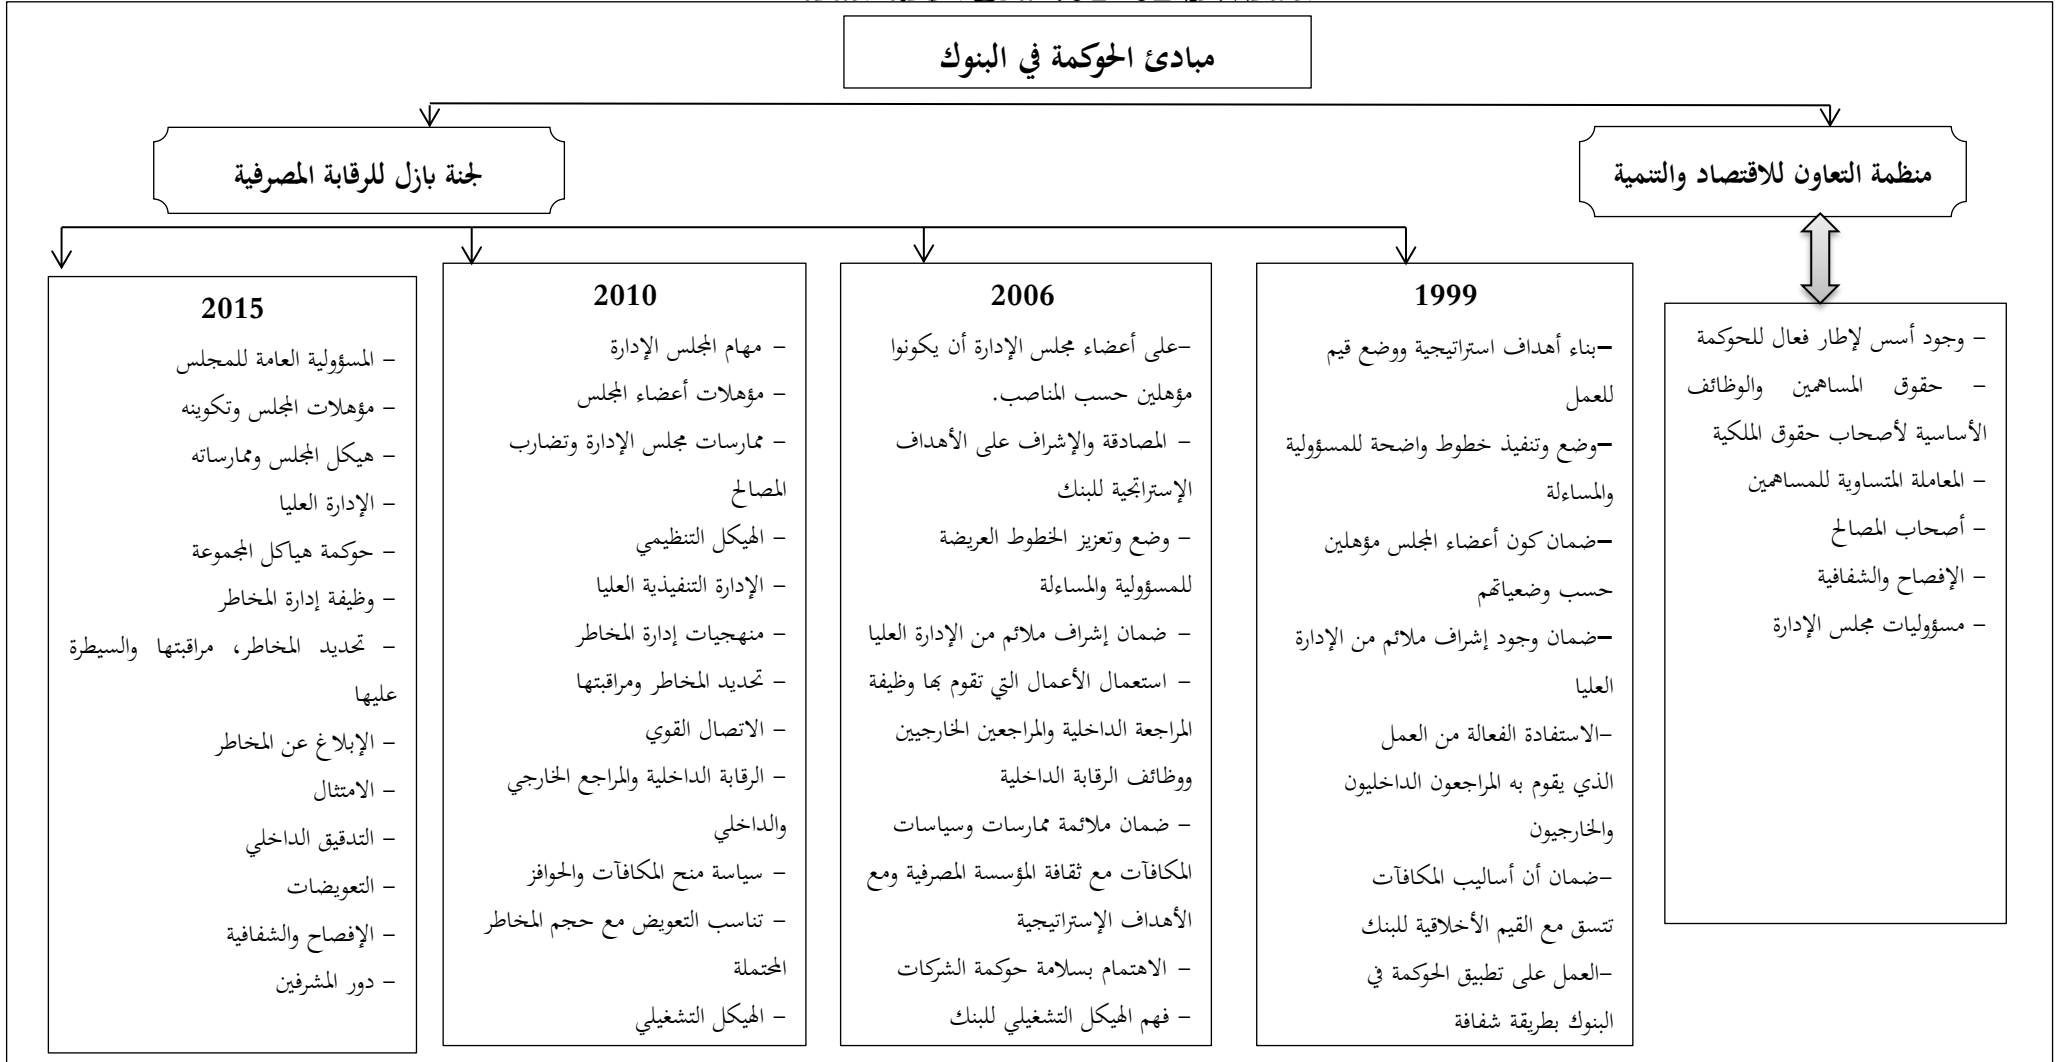 مبادئ الحوكمة في البنوك
منظمة التعاون للاقتصاد والتنمية
لجنة بازل للرقابة المصرفية
– وجود أسس لإطار فعال للحوكمة
– حقوق المساهمين والوظائف
الأساسية لأصحاب حقوق الملكية
– المعاملة المتساوية للمساهمين
– أصحاب المصالح
– الإفصاح والشفافية
– مسؤوليات مجلس الإدارة
1999
–بناء أهداف استراتيجية ووضع قيم
للعمل
–وضع وتنفيذ خطوط واضحة للمسؤولية
والمساءلة
–ضمان كون أعضاء المجلس مؤهلين
حسب وضعياتهم
–ضمان وجود إشراف ملائم من الإدارة
العليا
–الاستفادة الفعالة من العمل
الذي يقوم به المراجعون الداخليون
والخارجيون
–ضمان أن أساليب المكافآت
تتسق مع القيم الأخلاقية للبنك
–العمل على تطبيق الحوكمة في
البنوك بطريقة شفافة
2006
–على أعضاء مجلس الإدارة أن يكونوا
مؤهلين حسب المناصب.
– المصادقة والإشراف على الأهداف
الإستراتجية للبنك
– وضع وتعزيز الخطوط العريضة
للمسؤولية والمساءلة
– ضمان إشراف ملائم من الإدارة العليا
– استعمال الأعمال التي تقوم بها وظيفة
المراجعة الداخلية والمراجعين الخارجيين
ووظائف الرقابة الداخلية
– ضمان ملائمة ممارسات وسياسات
المكافآت مع ثقافة المؤسسة المصرفية ومع
الأهداف الإستراتيجية
– الاهتمام بسلامة حوكمة الشركات
– فهم الهيكل التشغيلي للبنك
2010
– مهام المجلس الإدارة
– مؤهلات أعضاء المجلس
– ممارسات مجلس الإدارة وتضارب
المصالح
– الهيكل التنظيمي
– الإدارة التنفيذية العليا
– منهجيات إدارة المخاطر
– تحديد المخاطر ومراقبتها
– الاتصال القوي
– الرقابة الداخلية والمراجع الخارجي
والداخلي
– سياسة منح المكافآت والحوافز
– تناسب التعويض مع حجم المخاطر
المحتملة
– الهيكل التشغيلي
2015
– المسؤولية العامة للمجلس
– مؤهلات المجلس وتكوينه
– هيكل المجلس وممارساته
– الإدارة العليا
– حوكمة هياكل المجموعة
– وظيفة إدارة المخاطر
– تحديد المخاطر، مراقبتها والسيطرة
عليها
– الإبلاغ عن المخاطر
– الامتثال
– التدقيق الداخلي
– التعويضات
– الإفصاح والشفافية
– دور المشرفين